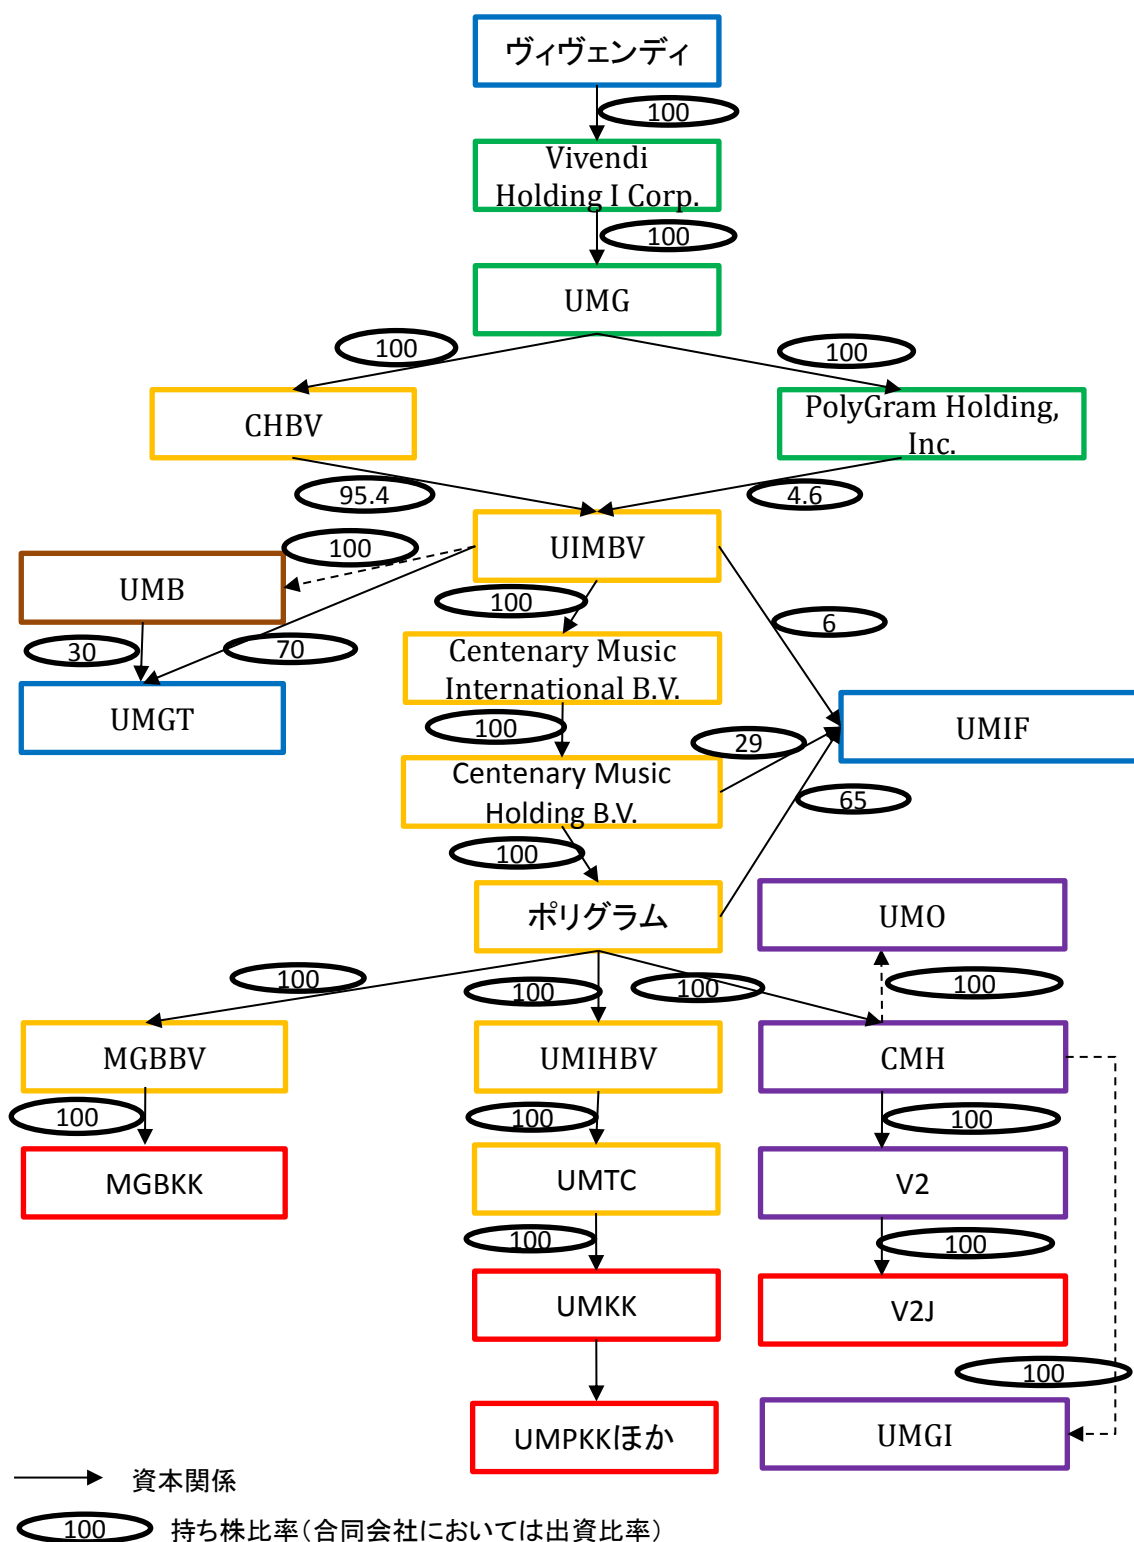 ヴィヴェンディ
100
Vivendi
Holding I Corp.
100
UMG
100
100
CHBV
PolyGram Holding,
Inc.
95.4
4.6
UIMBV
100
UMB
100
6
30
70
Centenary Music
International B.V.
UMGT
100
29
UMIF
Centenary Music
Holding B.V.
65
100
ポリグラム
UMO
100
100
100
100
MGBBV
UMIHBV
CMH
100
100
100
MGBKK
UMTC
V2
100
100
UMKK
V2J
100
UMPKKほか
UMGI
資本関係
100 持ち株比率(合同会社においては出資比率)